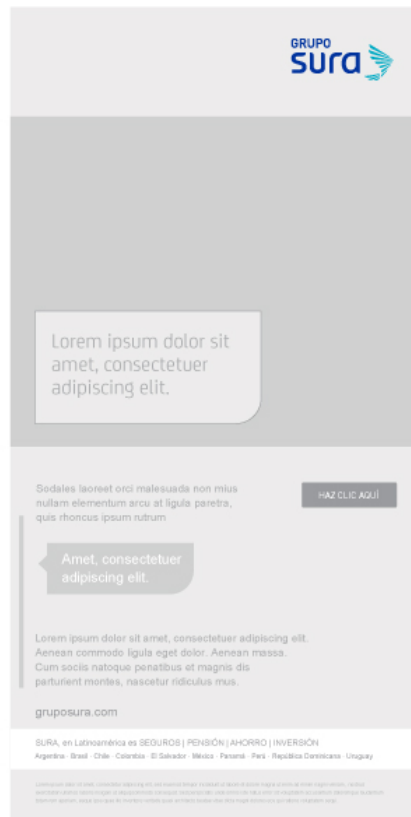 GRUPO
sura
Lorem ipsum dolor sit
amet, consectetuer
adipiscing elit.
Sodales laoreet orci malesuada non mius
nullam elementum arcu at ligula paretra,
quis rhoncus ipsum rutrum
HAZ CLIC AQUÍ
Amet, consectetuer
adipiscing elit.
Lorem ipsum dolor sit amet, consectetuer adipiscing elit.
Aenean commodo ligula eget dolor. Aenean massa.
Cum sociis natoque penatibus et magnis dis
parturient montes, nascetur ridiculus mus.
gruposura.com
SURA, en Latinoamérica es SEGUROS | PENSIÓN | AHORRO | INVERSIÓN
Argentina · Brasil · Chile · Colombia · El Salvador · México · Panamá · Perú · República Dominicana · Uruguay